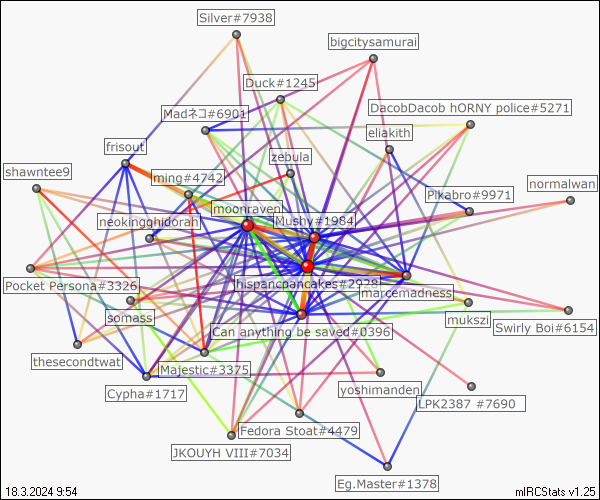 Silver#7938
bigcitysamurai
Duck#1245
DacobDacob hORNY police#5271
Madネコ#6901
eliakith
frisout
zebula
shawntee9
ming#4742
normalwan
Pikabro#9971
moonraven
Mushy#1984
neokingghidorah
Pocket Persona#3326
hispancpancakes#2928
marcemadness
somassi
mukszi
Swirly Boi#6154
Can anything be saved#0396
thesecondtwat
Majestic#3375
Cypha#1717
yoshimanden
LPK2387 #7690
Fedora Stoat#4479
JKOUYH VIII#7034
Eg.Master#1378
18.3.2024 9:54
mIRCStats v1.25